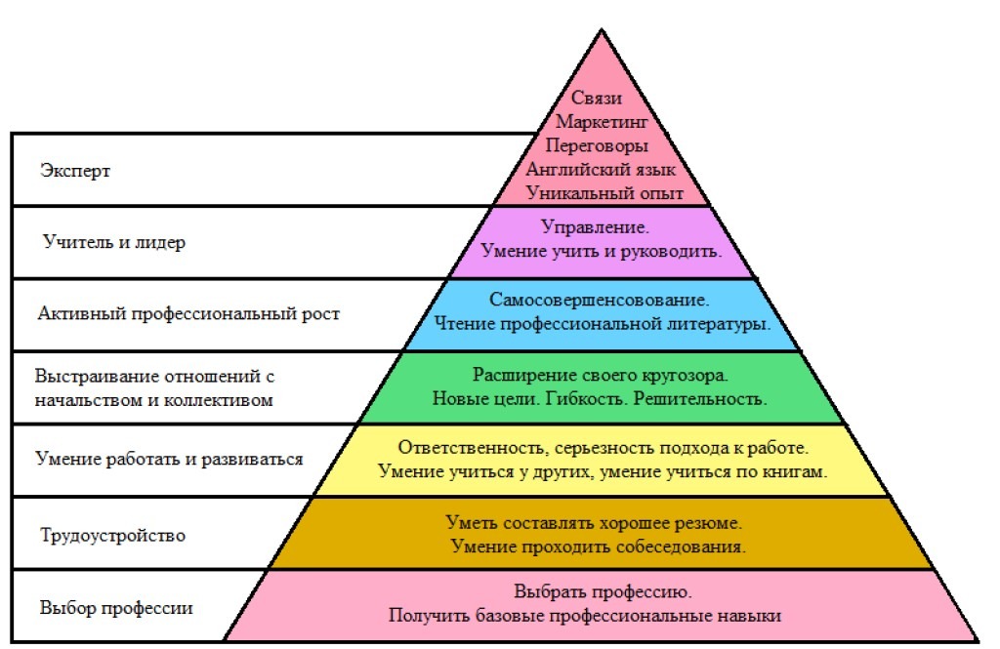 Связи
Маркетинг
Переговоры
Эксперт
Английский язык
Уникальный опыт
Учитель и лидер
Управление.
Умение учить и руководить.
Активный профессиональный рост
Самосовершенсовование.
Чтение профессиональной литературы.
Выстраивание отношений с
начальством и коллективом
Расширение своего кругозора.
Новые цели. Гибкость. Решительность.
Умение работать и развиваться
Ответственность, серьезность подхода к работе.
Умение учиться у других, умение учиться по книгам.
Трудоустройство
Уметь составлять хорошее резюме.
Умение проходить собеседования.
Выбор профессии
Выбрать профессию.
Получить базовые профессиональные навыки